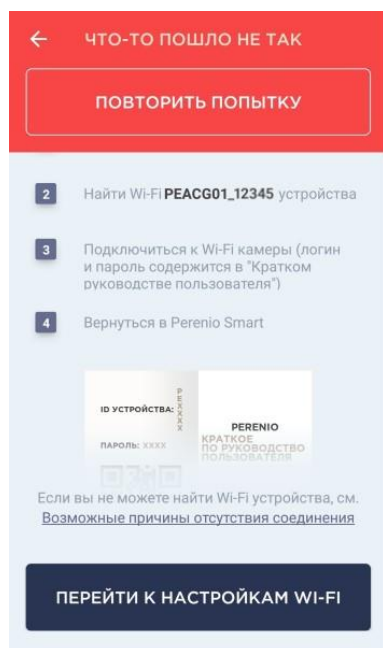 ЧТО-ТО ПОШЛО НЕ ТАК
ПОВТОРИТЬ ПОПЫТКУ
2 Найти Wi-Fi PEACG01_12345 устройства
3 Подключиться к Wi-Fi камеры (логин
и пароль содержится в "Кратком
руководстве пользователя")
4 Вернуться в Perenio Smart
ID УСТРОЙСТВА:
PEXXXX
ПАРОЛЬ: XXXX
PERENIO
КРАТКОЕ
ПО РУКОВОДСТВО
ПОЛЬЗОВАТЕЛЯ
Если вы не можете найти Wi-Fi устройства, см.
Возможные причины отсутствия соединения
ПЕРЕЙТИ К НАСТРОЙКАМ WI-FI